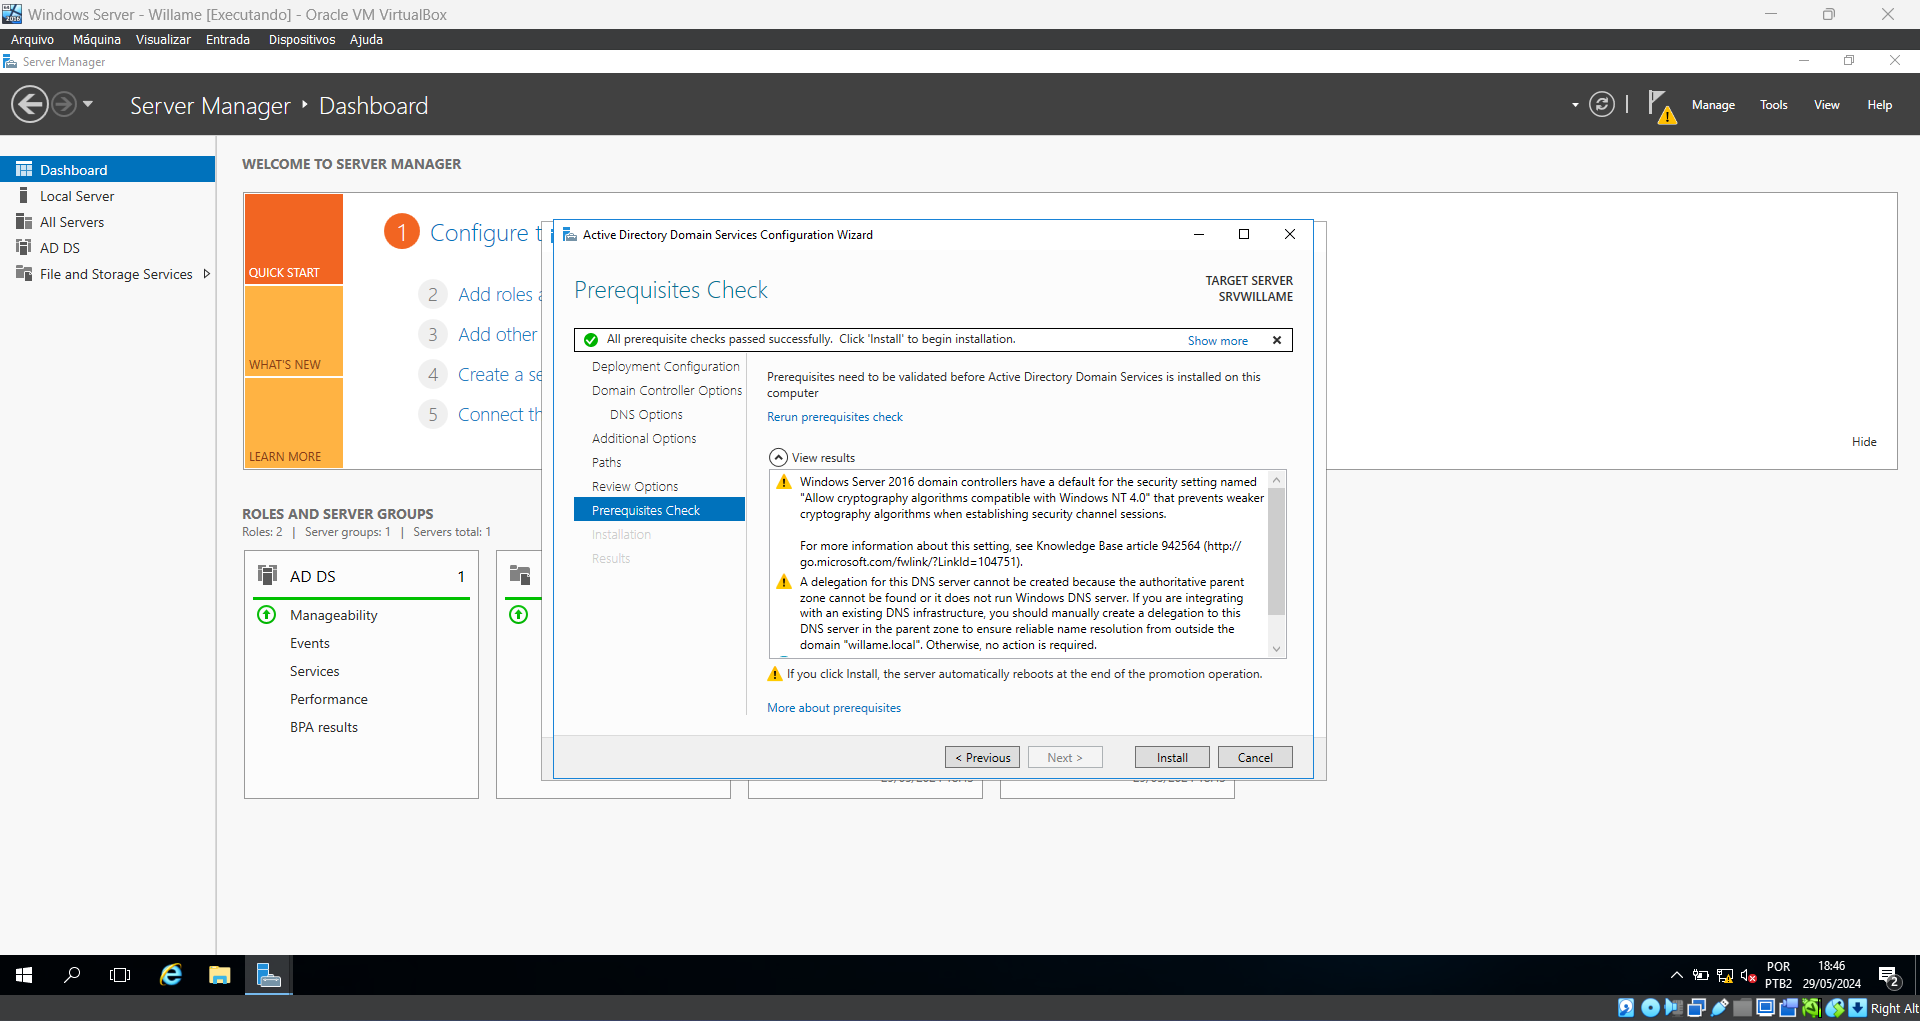 Windows Server - Willame [Executando] - Oracle VM VirtualBox
Arquivo Máquina Visualizar Entrada Dispositivos Ajuda
Server Manager
Server Manager Dashboard
Manage Tools View Help
Dashboard
Local Server
All Servers
AD DS
File and Storage Services
WELCOME TO SERVER MANAGER
QUICK START
WHAT'S NEW
LEARN MORE
1 Configure t
2 Add roles a
3 Add other
4 Create a se
5 Connect th
Hide
ROLES AND SERVER GROUPS
Roles: 2 | Server groups: 1 | Servers total: 1
AD DS 1
Manageability
Events
Services
Performance
BPA results
Active Directory Domain Services Configuration Wizard
Prerequisites Check
TARGET SERVER
SRVWILLAME
All prerequisite checks passed successfully. Click 'Install' to begin installation.
Show more
Deployment Configuration
Domain Controller Options
DNS Options
Additional Options
Paths
Review Options
Prerequisites Check
Installation
Results
Prerequisites need to be validated before Active Directory Domain Services is installed on this
computer
Rerun prerequisites check
View results
Windows Server 2016 domain controllers have a default for the security setting named
"Allow cryptography algorithms compatible with Windows NT 4.0" that prevents weaker
cryptography algorithms when establishing security channel sessions.
For more information about this setting, see Knowledge Base article 942564 (http://
go.microsoft.com/fwlink/?LinkId=104751).
A delegation for this DNS server cannot be created because the authoritative parent
zone cannot be found or it does not run Windows DNS server. If you are integrating
with an existing DNS infrastructure, you should manually create a delegation to this
DNS server in the parent zone to ensure reliable name resolution from outside the
domain "willame.local". Otherwise, no action is required.
If you click Install, the server automatically reboots at the end of the promotion operation.
More about prerequisites
< Previous Next > Install Cancel
POR
PTB2
18:46
29/05/2024
2
Right Alt